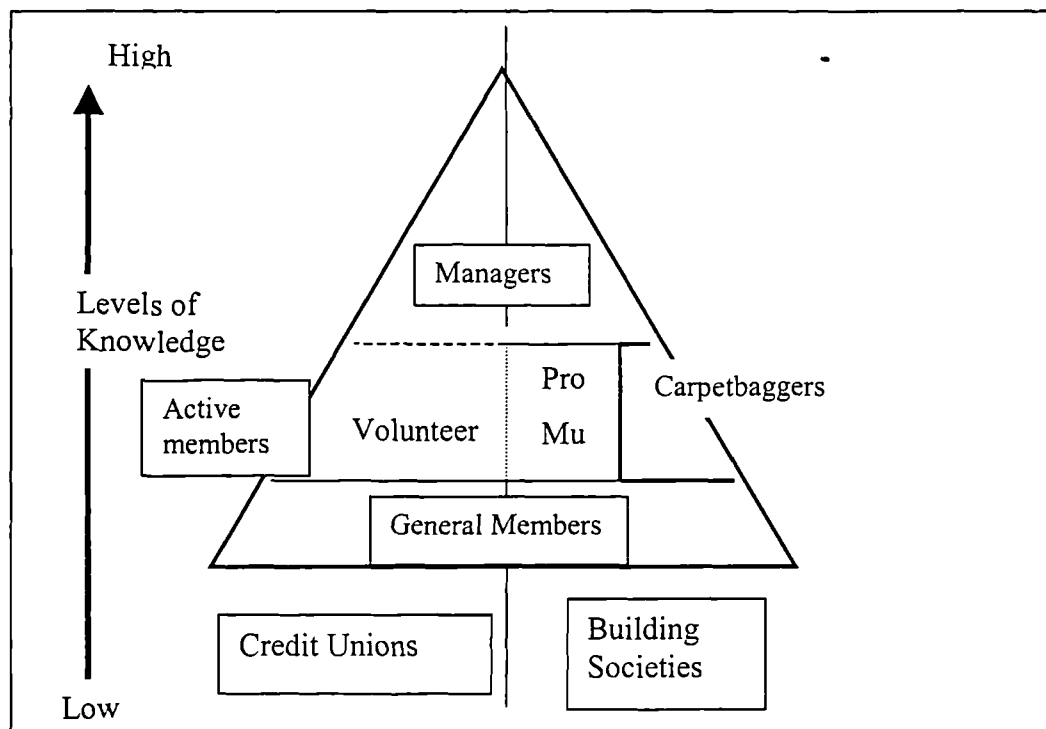 High
Managers
Levels of
Knowledge
Pro
Mu
Carpetbaggers
Active
members
Volunteer
General Members
Credit Unions
Building
Societies
Low